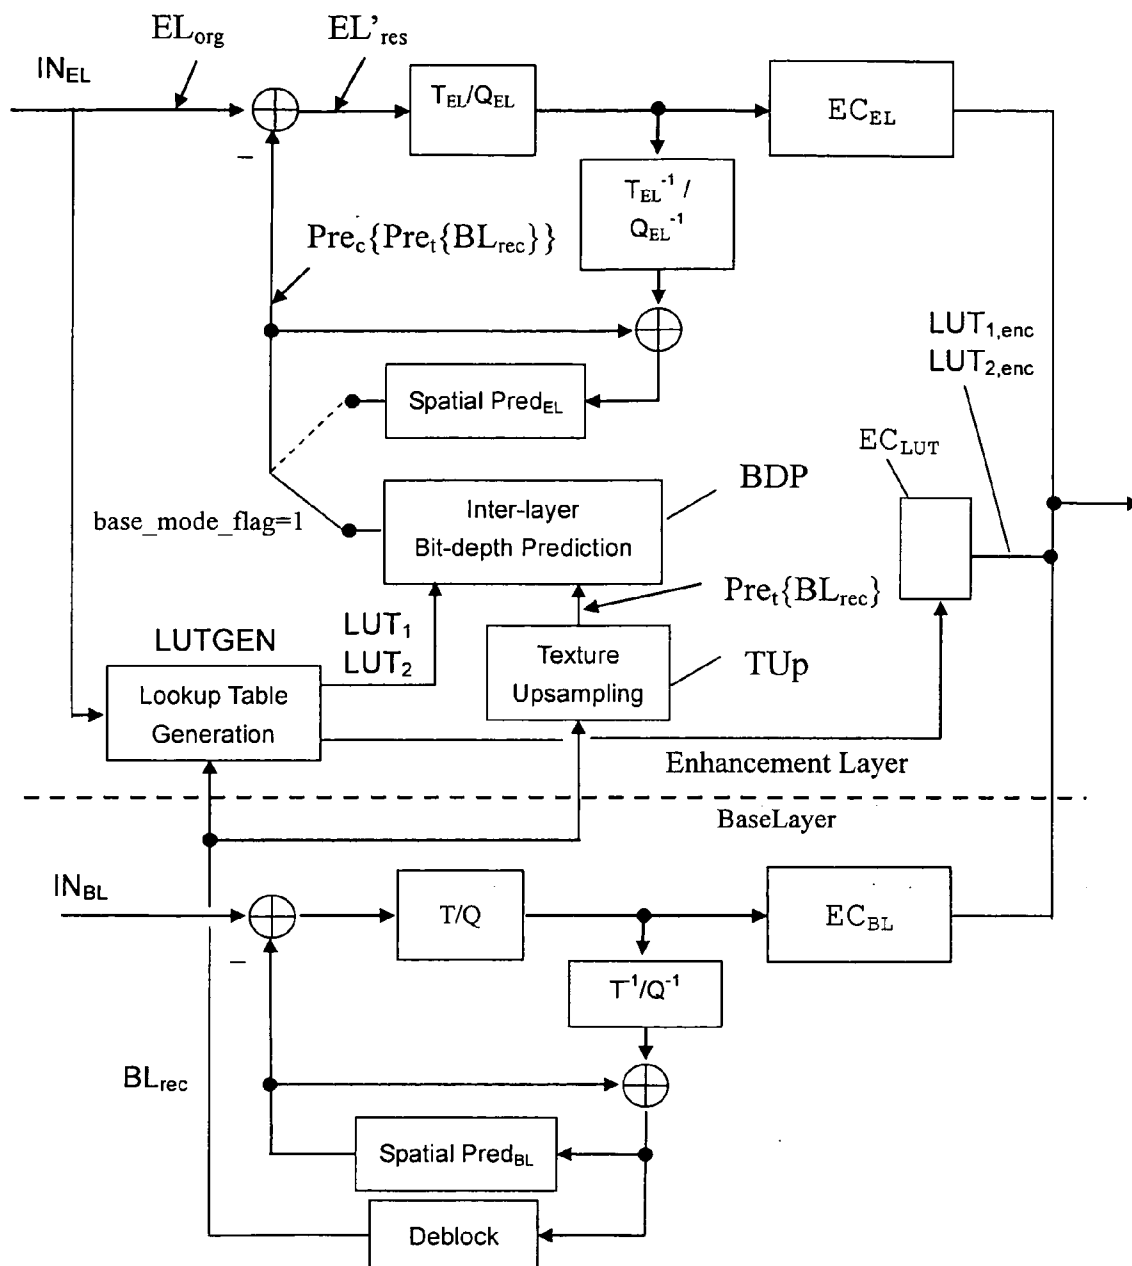 EL_org
EL'_res
IN_EL
T_EL/Q_EL
EC_EL
−
T_EL^-1 /
Q_EL^-1
Pre_c{Pre_t{BL_rec}}
LUT_1,enc
LUT_2,enc
Spatial Pred_EL
EC_LUT
BDP
Inter-layer
Bit-depth Prediction
base_mode_flag=1
Pre_t{BL_rec}
LUT_1
LUT_2
LUTGEN
Texture
Upsampling
TUp
Lookup Table
Generation
Enhancement Layer
BaseLayer
IN_BL
T/Q
EC_BL
−
T^-1/Q^-1
BL_rec
Spatial Pred_BL
Deblock